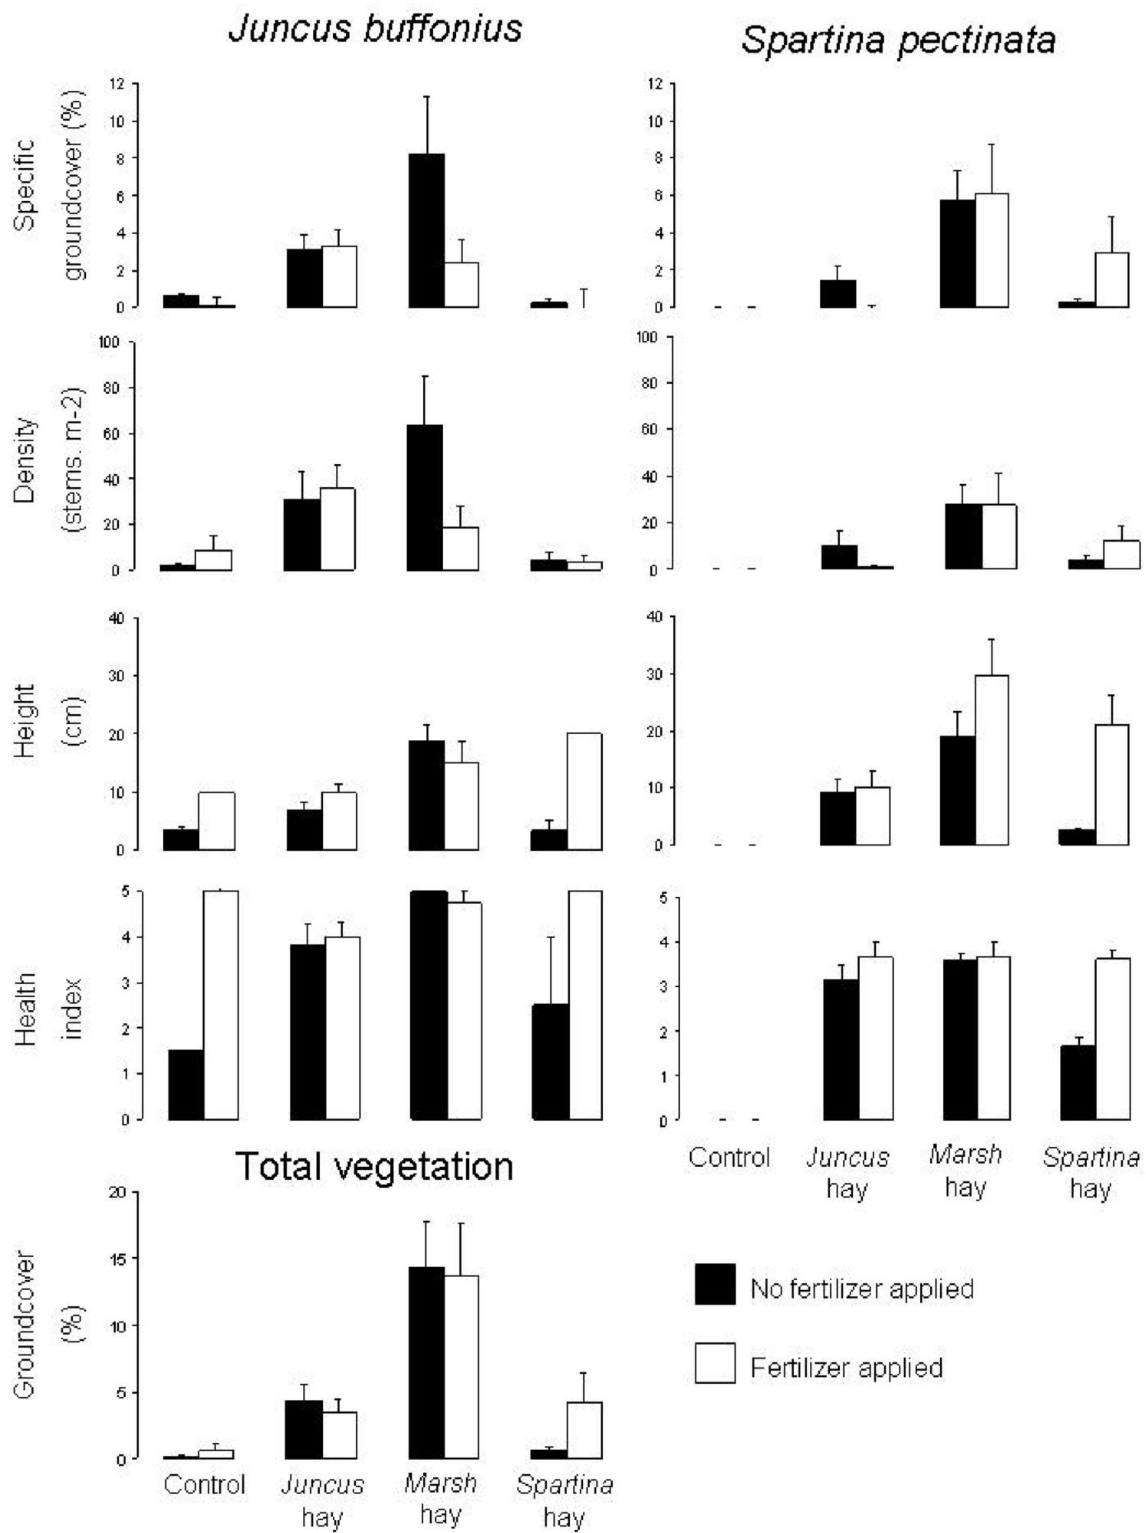 Juncus buffonius
Spartina pectinata
Specific
groundcover (%)
12
10
8
6
4
2
0
12
10
8
6
4
2
0
Density
(stems. m-2)
100
80
60
40
20
0
100
80
60
40
20
0
Height
(cm)
40
30
20
10
0
40
30
20
10
0
Health
index
5
4
3
2
1
0
5
4
3
2
1
0
Control
Juncus
hay
Marsh
hay
Spartina
hay
Total vegetation
Groundcover
(%)
20
15
10
5
0
Control
Juncus
hay
Marsh
hay
Spartina
hay
No fertilizer applied
Fertilizer applied